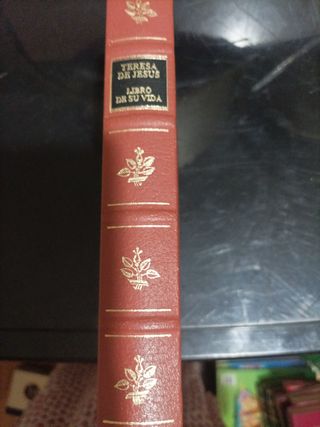 TERESA
DE JESUS
LIBRO
DE SU VIDA